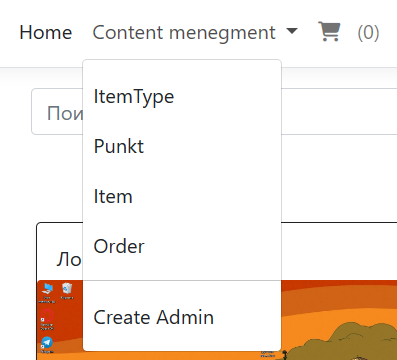 Home Content menegment (0)
ItemType
Punkt
Item
Order
Create Admin